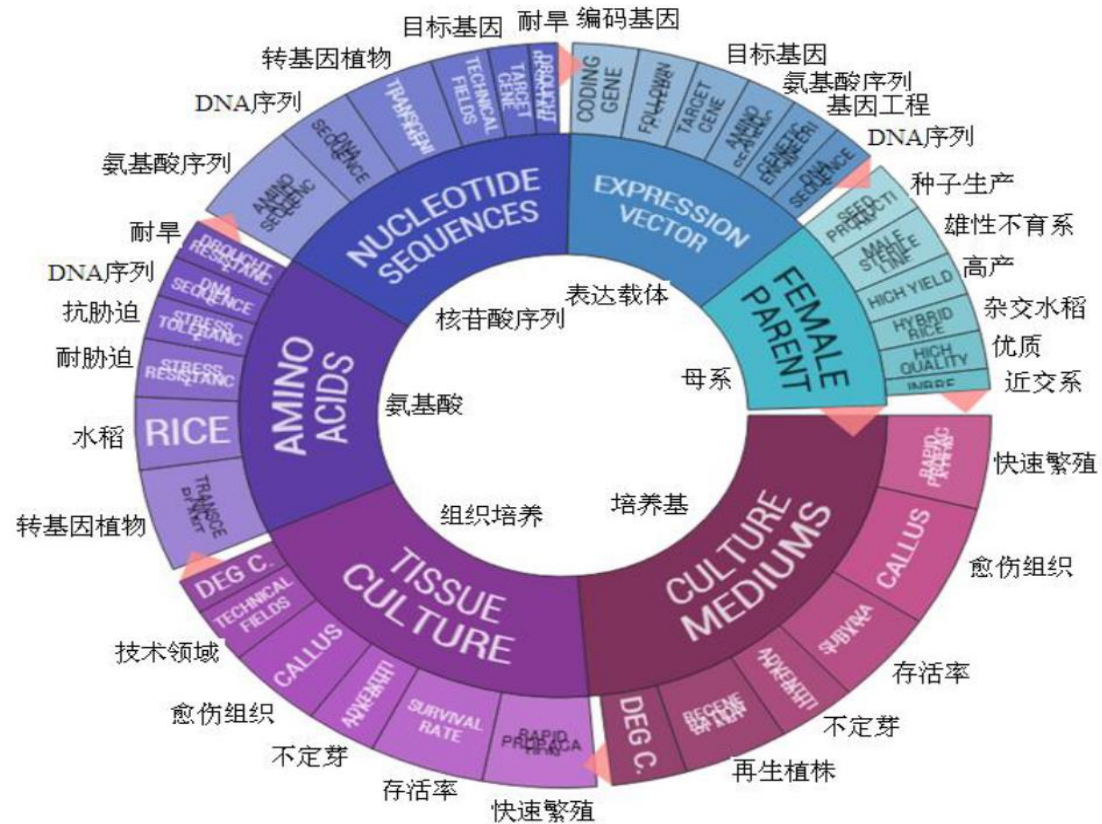 目标基因
耐旱
编码基因
转基因植物
目标基因
DNA序列
氨基酸序列
基因工程
氨基酸序列
DNA序列
种子生产
耐旱
雄性不育系
DNA序列
高产
抗胁迫
杂交水稻
耐胁迫
优质
水稻
近交系
转基因植物
快速繁殖
愈伤组织
技术领域
存活率
愈伤组织
不定芽
不定芽
再生植株
存活率
快速繁殖
核苷酸序列
表达载体
氨基酸
母系
组织培养
培养基
NUCLEOTIDE
SEQUENCES
EXPRESSION
VECTOR
FEMALE
PARENT
AMINO
ACIDS
TISSUE
CULTURE
CULTURE
MEDIUMS
TECHNICAL
FIELDS
TARGET
GENE
CODING
GENE
TARGET
GENE
DNA
SEQUENCE
DNA
SEQUENCE
MALE
STERILE
LINE
HIGH YIELD
HYBRID
RICE
HIGH
QUALITY
DNA
SEQUENCE
RICE
DEG C.
TECHNICAL
FIELDS
CALLUS
SURVIVAL
RATE
CALLUS
DEG C.